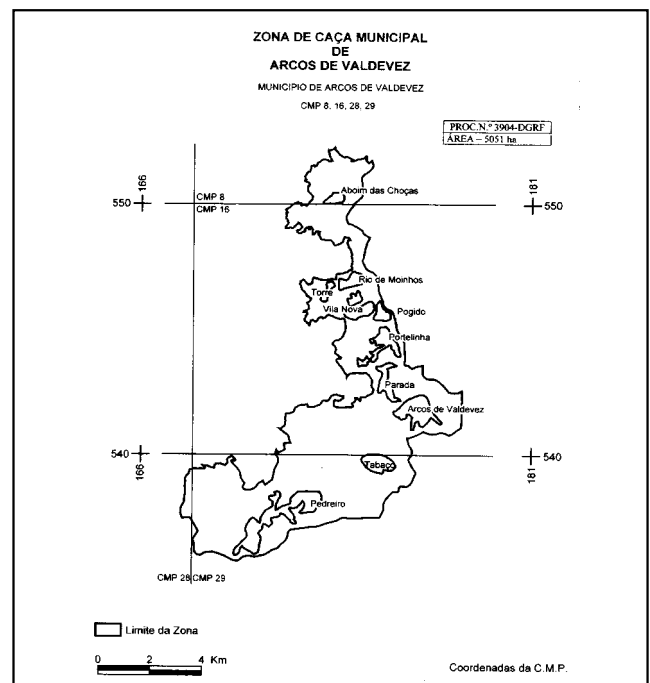 ZONA DE CAÇA MUNICIPAL
DE
ARCOS DE VALDEVEZ
MUNICIPIO DE ARCOS DE VALDEVEZ
CMP 8, 16, 28, 29
PROC.N.º 3904-DGRF
ÁREA – 5051 ha
166
181
CMP 8
Aboim das Choças
550
550
CMP 16
Rio de Moinhos
Torre
Vila Nova
Pogido
Portelinha
Parada
Arcos de Valdevez
540
540
166
181
Tabaço
Pedreiro
CMP 28
CMP 29
Limite da Zona
0 2 4 Km
Coordenadas da C.M.P.